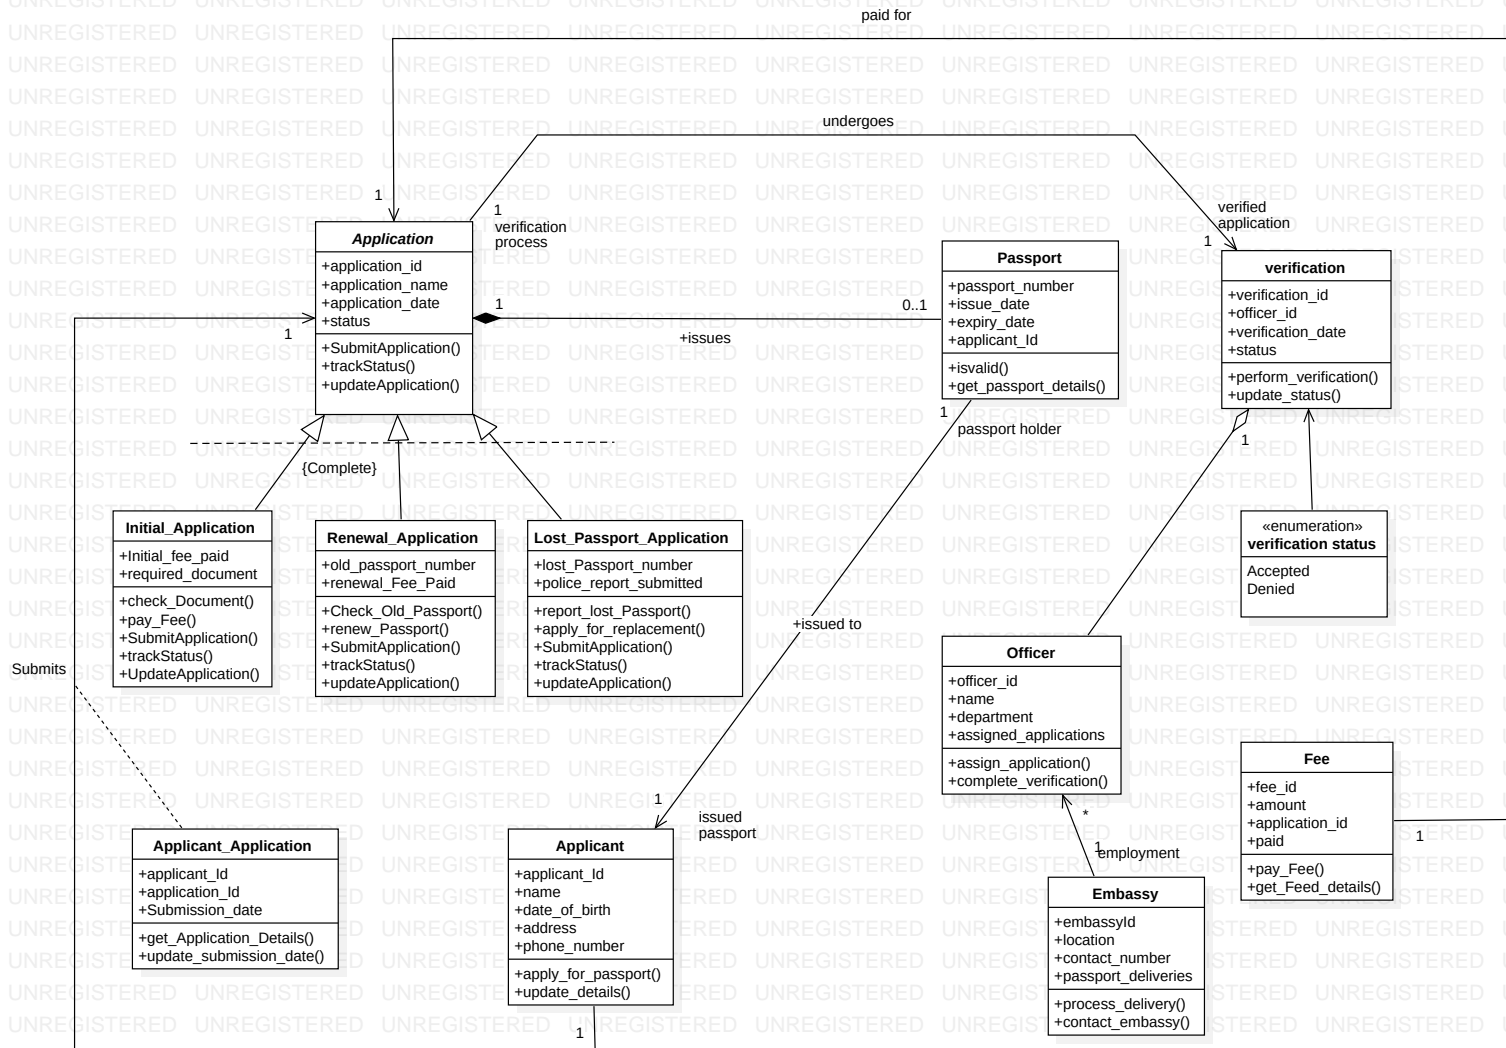 paid for
undergoes
1
1
verification
process
verified
application
1
Application
+application_id
+application_name
+application_date
+status
+SubmitApplication()
+trackStatus()
+updateApplication()
1
1
0..1
+issues
Passport
+passport_number
+issue_date
+expiry_date
+applicant_Id
+isvalid()
+get_passport_details()
verification
+verification_id
+officer_id
+verification_date
+status
+perform_verification()
+update_status()
1
passport holder
1
{Complete}
Initial_Application
+Initial_fee_paid
+required_document
+check_Document()
+pay_Fee()
+SubmitApplication()
+trackStatus()
+UpdateApplication()
Renewal_Application
+old_passport_number
+renewal_Fee_Paid
+Check_Old_Passport()
+renew_Passport()
+SubmitApplication()
+trackStatus()
+updateApplication()
Lost_Passport_Application
+lost_Passport_number
+police_report_submitted
+report_lost_Passport()
+apply_for_replacement()
+SubmitApplication()
+trackStatus()
+updateApplication()
«enumeration»
verification status
Accepted
Denied
+issued to
Submits
Officer
+officer_id
+name
+department
+assigned_applications
+assign_application()
+complete_verification()
Fee
+fee_id
+amount
+application_id
+paid
+pay_Fee()
+get_Feed_details()
1
1
issued
passport
*
1
employment
Applicant_Application
+applicant_Id
+application_Id
+Submission_date
+get_Application_Details()
+update_submission_date()
Applicant
+applicant_Id
+name
+date_of_birth
+address
+phone_number
+apply_for_passport()
+update_details()
1
Embassy
+embassyId
+location
+contact_number
+passport_deliveries
+process_delivery()
+contact_embassy()
UNREGISTERED